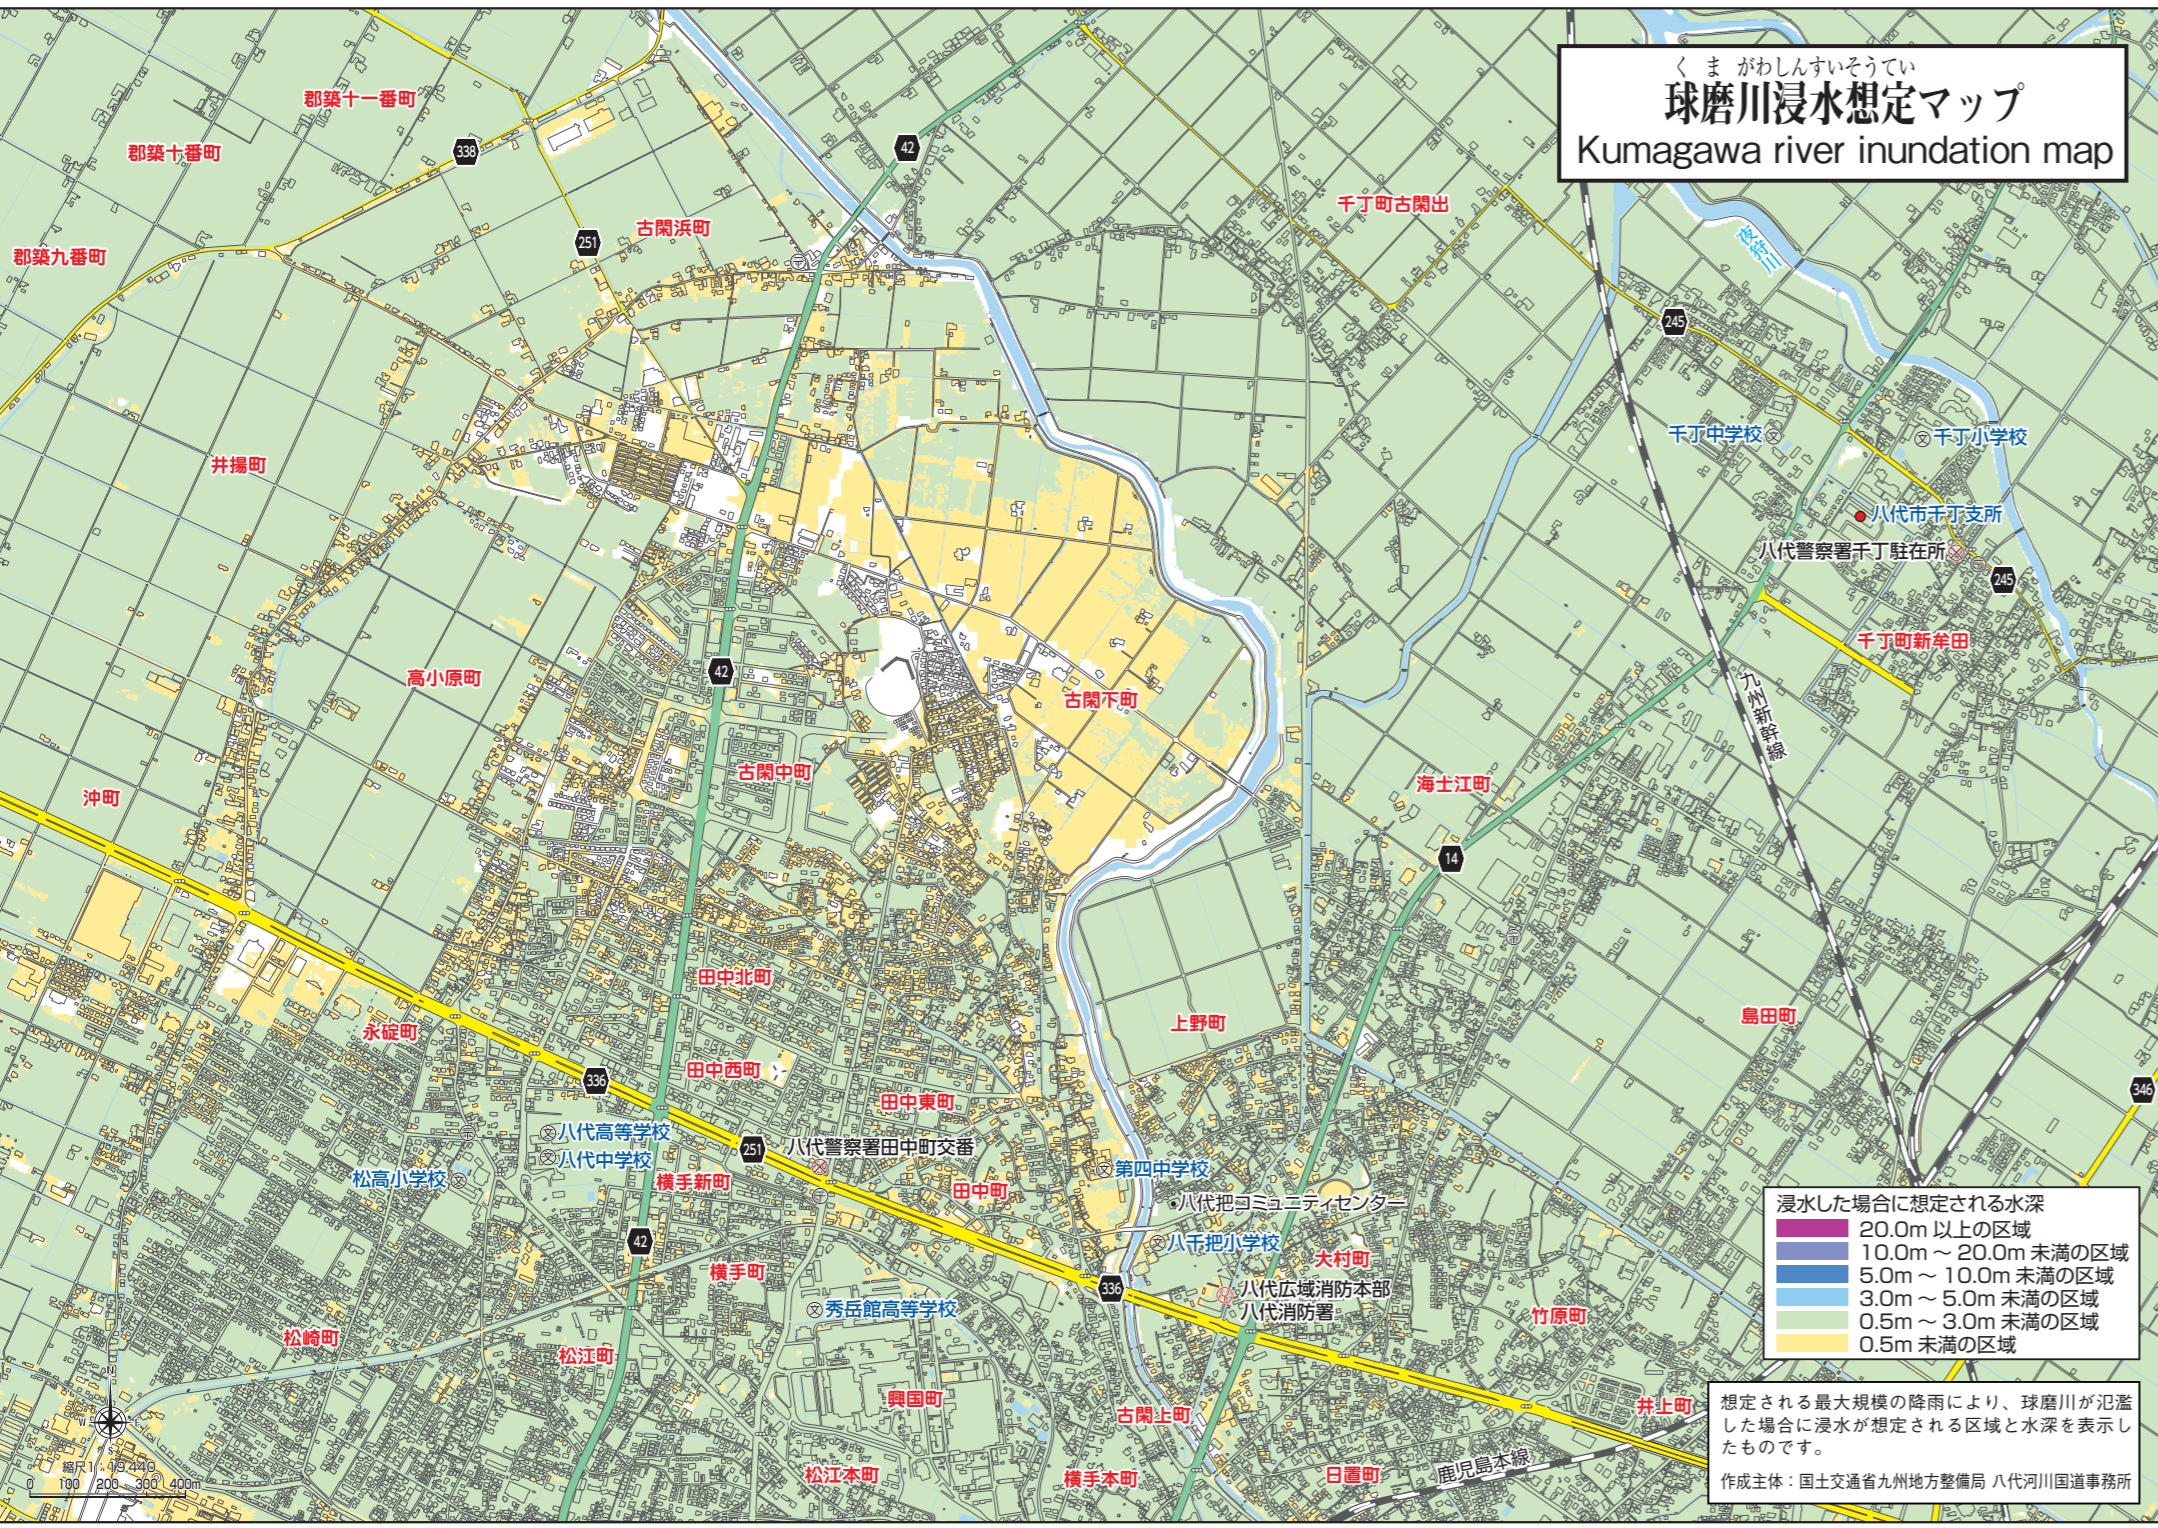 くまがわしんすいそうてい
球磨川浸水想定マップ
Kumagawa river inundation map
郡築十一番町
郡築十番町
338
42
千丁町古閑出
古閑浜町
251
郡築九番町
夜狩川
245
千丁中学校
千丁小学校
井揚町
八代市千丁支所
八代警察署千丁駐在所
245
千丁町新牟田
高小原町
42
古閑下町
九州新幹線
古閑中町
海士江町
沖町
14
田中北町
永碇町
上野町
島田町
336
田中西町
346
田中東町
八代高等学校
八代中学校
251
八代警察署田中町交番
松高小学校
横手新町
田中町
第四中学校
八代把コミュニティセンター
42
八千把小学校
横手町
大村町
336
八代広域消防本部
八代消防署
秀岳館高等学校
竹原町
松崎町
松江町
興国町
古閑上町
井上町
松江本町
横手本町
日置町
鹿児島本線
浸水した場合に想定される水深
20.0m 以上の区域
10.0m ~ 20.0m 未満の区域
5.0m ~ 10.0m 未満の区域
3.0m ~ 5.0m 未満の区域
0.5m ~ 3.0m 未満の区域
0.5m 未満の区域
想定される最大規模の降雨により、球磨川が氾濫
した場合に浸水が想定される区域と水深を表示し
たものです。
作成主体：国土交通省九州地方整備局 八代河川国道事務所
N
W
E
S
縮尺1：19,440
0 100 200 300 400m